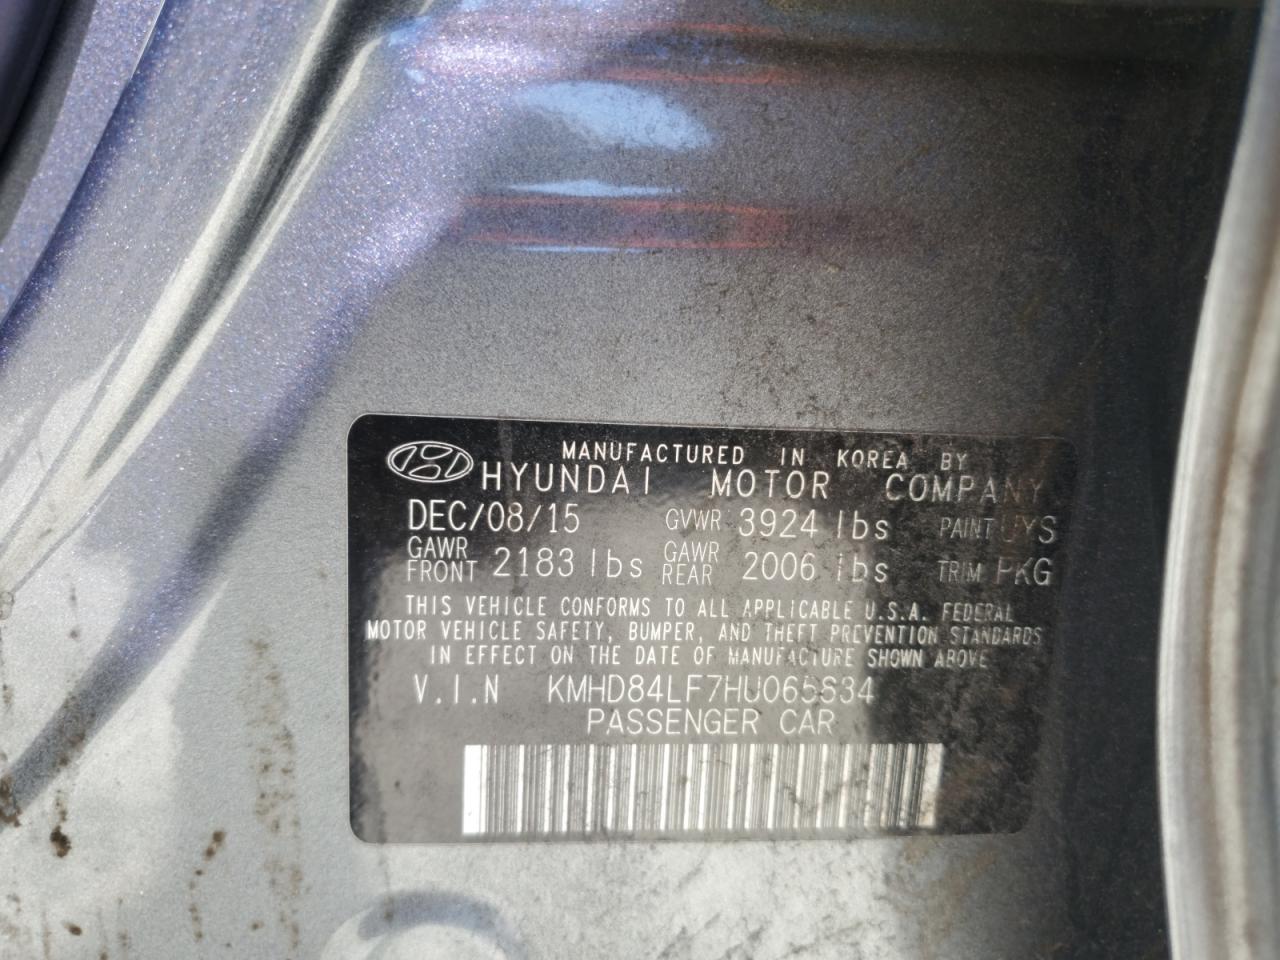 MANUFACTURED IN KOREA BY
HYUNDAI MOTOR COMPANY
DEC/08/15 GVWR 3924 lbs PAINT UYS
GAWR FRONT 2183 lbs GAWR REAR 2006 lbs TRIM PKG
THIS VEHICLE CONFORMS TO ALL APPLICABLE U.S.A. FEDERAL
MOTOR VEHICLE SAFETY, BUMPER, AND THEFT PREVENTION STANDARDS
IN EFFECT ON THE DATE OF MANUFACTURE SHOWN ABOVE
V.I.N
PASSENGER CAR